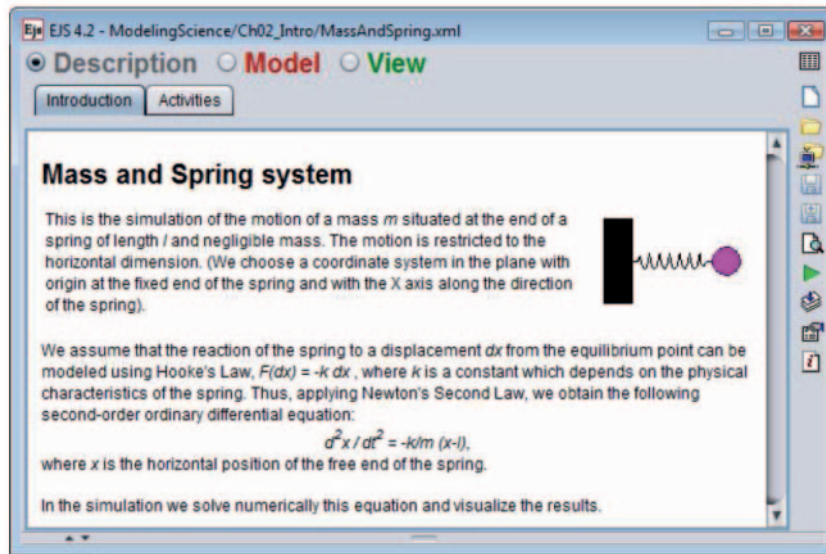 Ejs EJS 4.2 - ModelingScience/Ch02_Intro/MassAndSpring.xml
Description Model View
Introduction Activities
Mass and Spring system
This is the simulation of the motion of a mass m situated at the end of a
spring of length l and negligible mass. The motion is restricted to the
horizontal dimension. (We choose a coordinate system in the plane with
origin at the fixed end of the spring and with the X axis along the direction
of the spring).
We assume that the reaction of the spring to a displacement dx from the equilibrium point can be
modeled using Hooke's Law, F(dx) = -k dx , where k is a constant which depends on the physical
characteristics of the spring. Thus, applying Newton's Second Law, we obtain the following
second-order ordinary differential equation:
d²x / dt² = -k/m (x-l),
where x is the horizontal position of the free end of the spring.
In the simulation we solve numerically this equation and visualize the results.